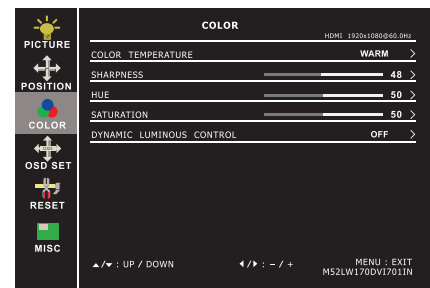 COLOR
HDMI 1920x1080@60.0Hz
PICTURE
POSITION
COLOR
OSD SET
RESET
MISC
COLOR TEMPERATURE WARM >
SHARPNESS 48 >
HUE 50 >
SATURATION 50 >
DYNAMIC LUMINOUS CONTROL OFF >
▲/▼ : UP / DOWN ◀/▶ : – / + MENU : EXIT
M52LW170DVI701IN